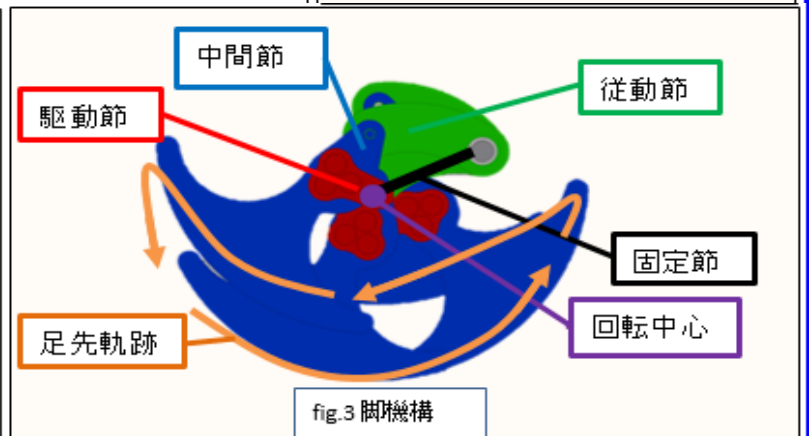 中間節
従動節
駆動節
固定節
回転中心
足先軌跡
fig.3 脚機構